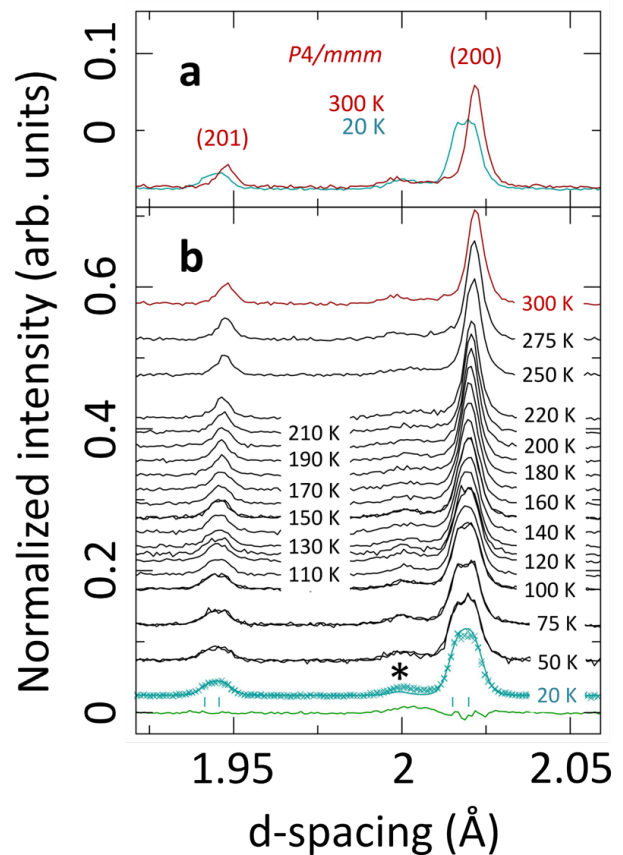 Normalized intensity (arb. units)
0.1
0
a
P4/mmm
(200)
300 K
20 K
(201)
b
0.6
0.4
0.2
0
300 K
275 K
250 K
220 K
210 K
200 K
190 K
180 K
170 K
160 K
150 K
140 K
130 K
120 K
110 K
100 K
75 K
50 K
*
20 K
1.95
2
2.05
d-spacing (Å)